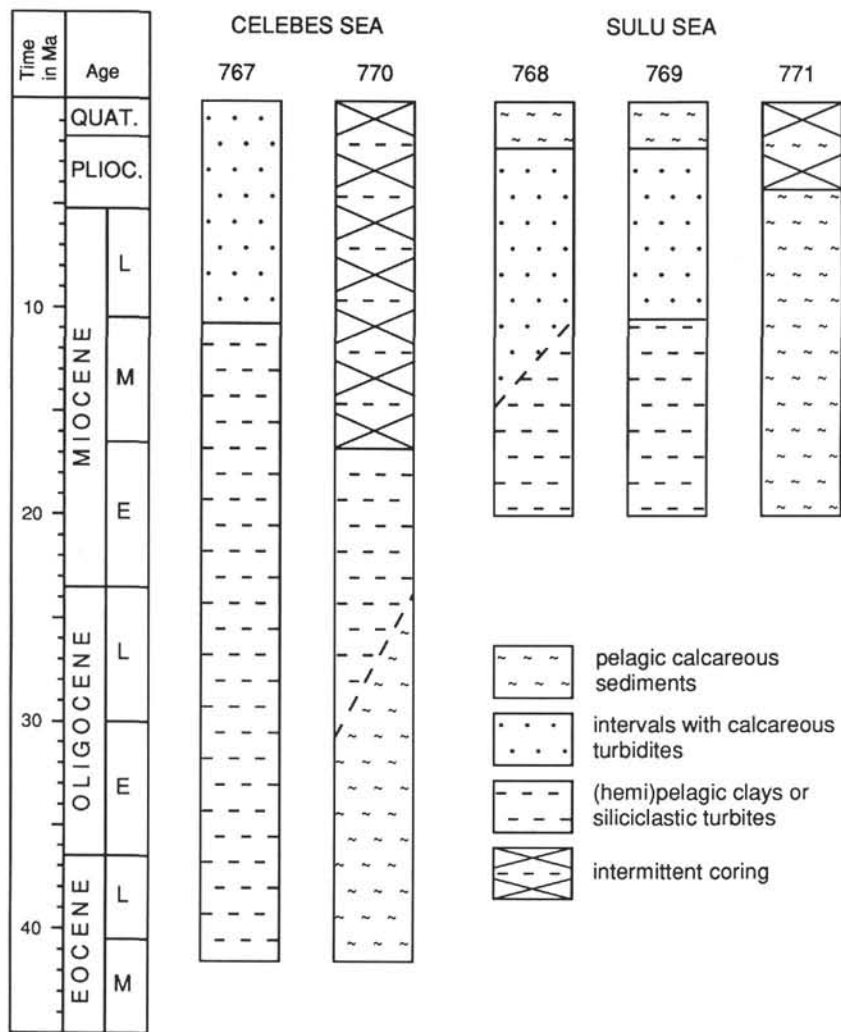 Time
in Ma
Age
CELEBES SEA
SULU SEA
767
770
768
769
771
QUAT.
PLIOC.
MIOCENE
L
M
E
OLIGOCENE
L
E
EOCENE
L
M
10
20
30
40
pelagic calcareous
sediments
intervals with calcareous
turbidites
(hemi)pelagic clays or
siliciclastic turbites
intermittent coring